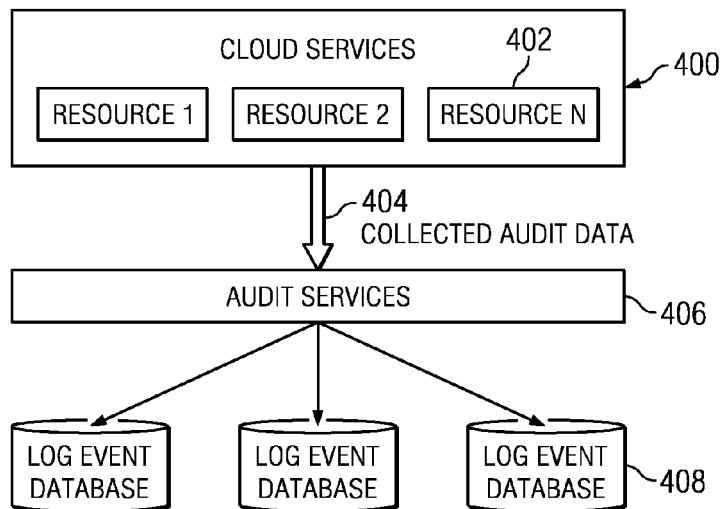 CLOUD SERVICES
402
400
RESOURCE 1
RESOURCE 2
RESOURCE N
404
COLLECTED AUDIT DATA
AUDIT SERVICES
406
LOG EVENT
DATABASE
LOG EVENT
DATABASE
LOG EVENT
DATABASE
408